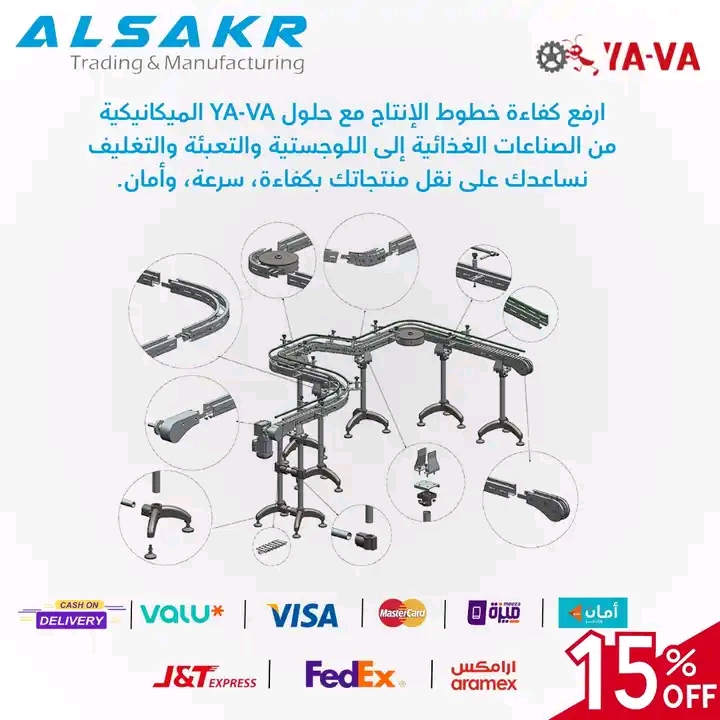 ALSAKR
Trading & Manufacturing
YA-VA
ارفع كفاءة خطوط الإنتاج مع حلول YA-VA الميكانيكية
من الصناعات الغذائية إلى اللوجستية والتعبئة والتغليف
نساعدك على نقل منتجاتك بكفاءة، سرعة، وأمان.
CASH ON
DELIVERY
valu*
VISA
MasterCard
meeza
ميزة
أمان
J&T EXPRESS
FedEx
ارامكس
aramex
15% OFF